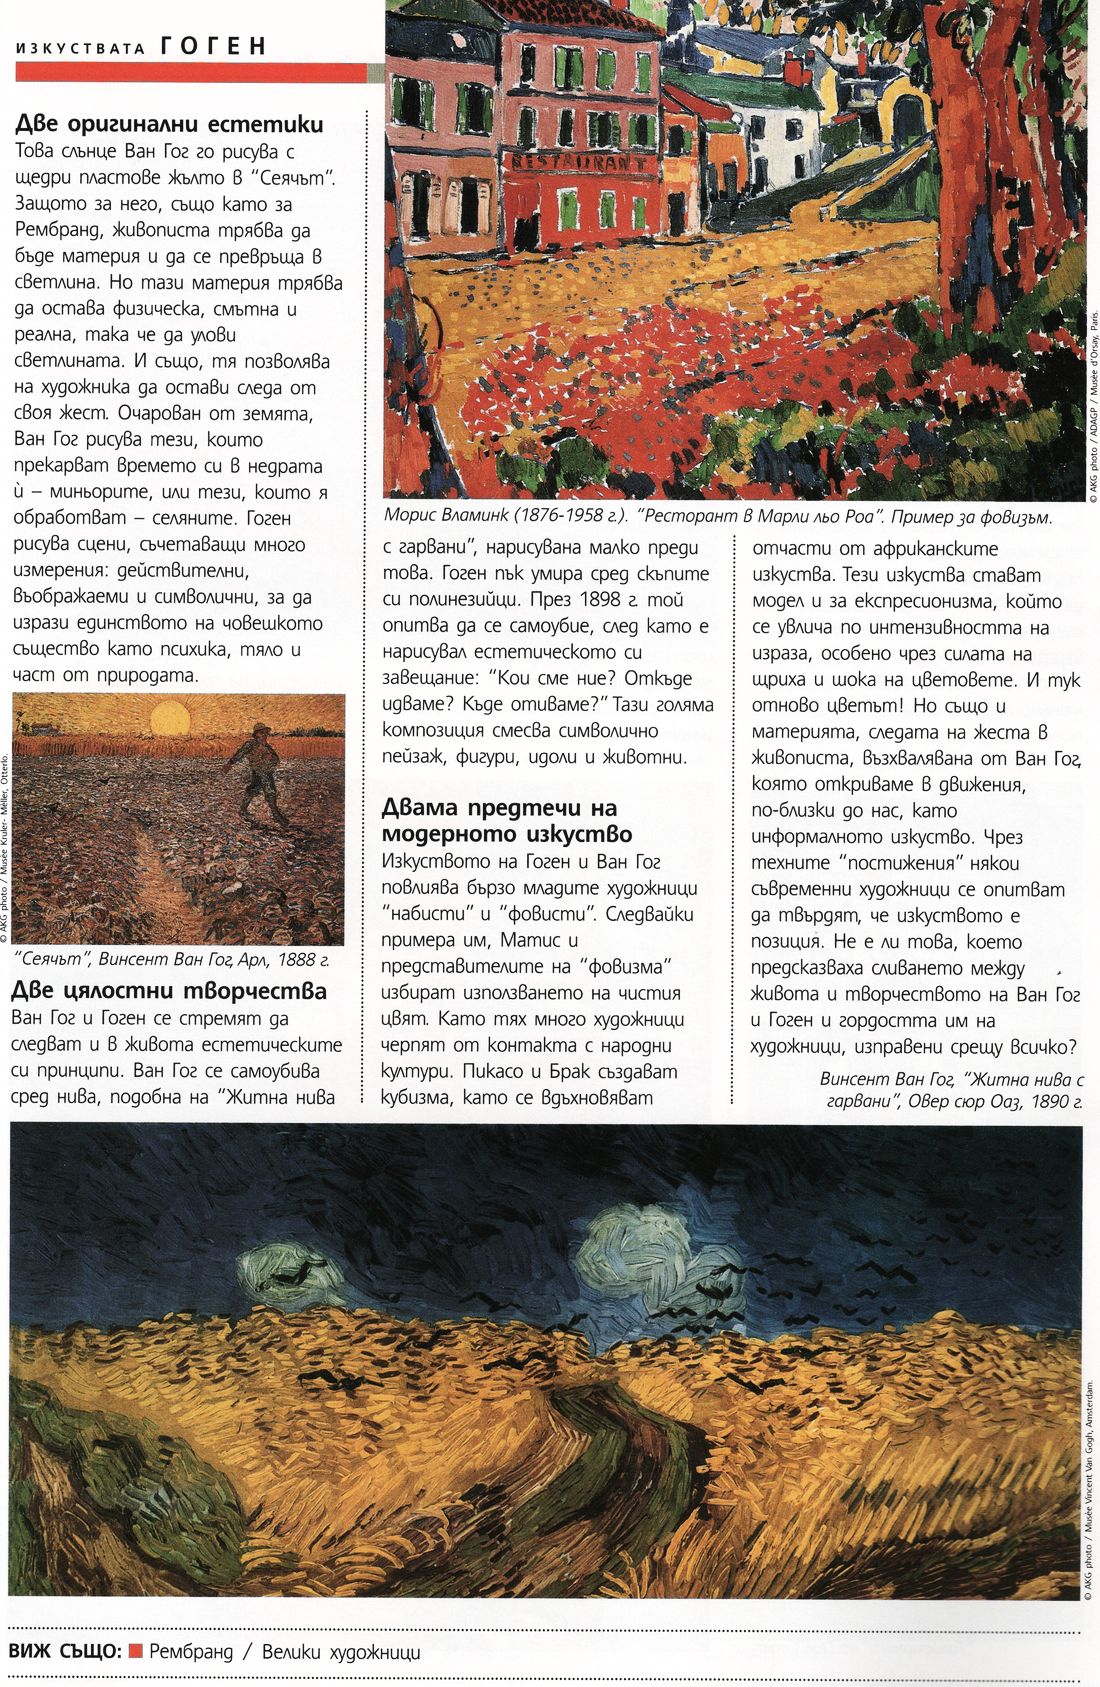 ИЗКУСТВАТА ГОГЕН
Две оригинални естетики
Това слънце Ван Гог го рисува с
щедри пластове жълто в “Сеячът”.
Защото за него, също като за
Рембранд, живописта трябва да
бъде материя и да се превръща в
светлина. Но тази материя трябва
да остава физическа, смътна и
реална, така че да улови
светлината. И също, тя позволява
на художника да остави следа от
своя жест. Очарован от земята,
Ван Гог рисува тези, които
прекарват времето си в недрата
ѝ – миньорите, или тези, които я
обработват – селяните. Гоген
рисува сцени, съчетаващи много
измерения: действителни,
въображаеми и символични, за да
изрази единството на човешкото
същество като психика, тяло и
част от природата.
© AKG photo / Musée Kruler- Meller, Otterlo.
“Сеячът”, Винсент Ван Гог, Арл, 1888 г.
Две цялостни творчества
Ван Гог и Гоген се стремят да
следват и в живота естетическите
си принципи. Ван Гог се самоубива
сред нива, подобна на “Житна нива
RESTAURANT
© AKG photo / ADAGP / Musée d'Orsay, Paris.
Морис Вламинк (1876-1958 г.). “Ресторант в Марли льо Роа”. Пример за фовизъм.
с гарвани”, нарисувана малко преди
това. Гоген пък умира сред скъпите
си полинезийци. През 1898 г. той
опитва да се самоубие, след като е
нарисувал естетическото си
завещание: “Кои сме ние? Откъде
идваме? Къде отиваме?” Тази голяма
композиция смесва символично
пейзаж, фигури, идоли и животни.
Двама предтечи на
модерното изкуство
Изкуството на Гоген и Ван Гог
повлиява бързо младите художници
“набисти” и “фовисти”. Следвайки
примера им, Матис и
представителите на “фовизма”
избират използването на чистия
цвят. Като тях много художници
черпят от контакта с народни
култури. Пикасо и Брак създават
кубизма, като се вдъхновяват
отчасти от африканските
изкуства. Тези изкуства стават
модел и за експресионизма, който
се увлича по интензивността на
израза, особено чрез силата на
щриха и шока на цветовете. И тук
отново цветът! Но също и
материята, следата на жеста в
живописта, възхвалявана от Ван Гог,
която откриваме в движения,
по-близки до нас, като
информалното изкуство. Чрез
техните “постижения” някои
съвременни художници се опитват
да твърдят, че изкуството е
позиция. Не е ли това, което
предсказваха сливането между
живота и творчеството на Ван Гог
и Гоген и гордостта им на
художници, изправени срещу всичко?
Винсент Ван Гог, “Житна нива с
гарвани”, Овер сюр Оаз, 1890 г.
© AKG photo / Musée Vincent Van Gogh, Amsterdam.
ВИЖ СЪЩО: Рембранд / Велики художници